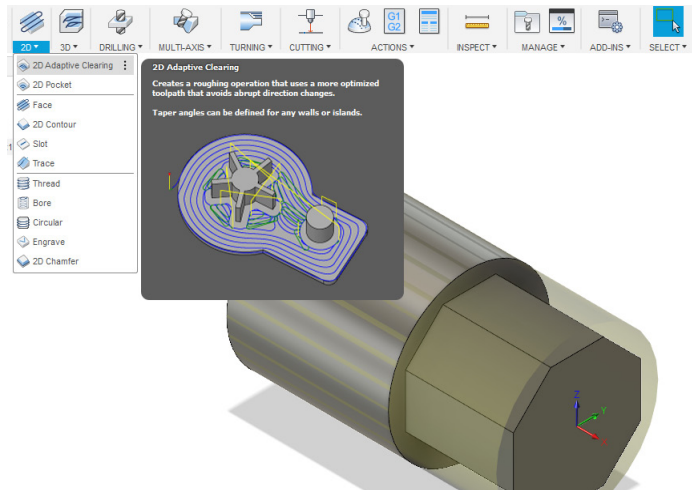 G1
G2
%
2D ▾ 3D ▾ DRILLING ▾ MULTI-AXIS ▾ TURNING ▾ CUTTING ▾ ACTIONS ▾ INSPECT ▾ MANAGE ▾ ADD-INS ▾ SELECT ▾
2D Adaptive Clearing
2D Pocket
Face
2D Contour
1
Slot
Trace
Thread
Bore
Circular
Engrave
2D Chamfer
2D Adaptive Clearing
Creates a roughing operation that uses a more optimized
toolpath that avoids abrupt direction changes.
Taper angles can be defined for any walls or islands.
Z
Y
X